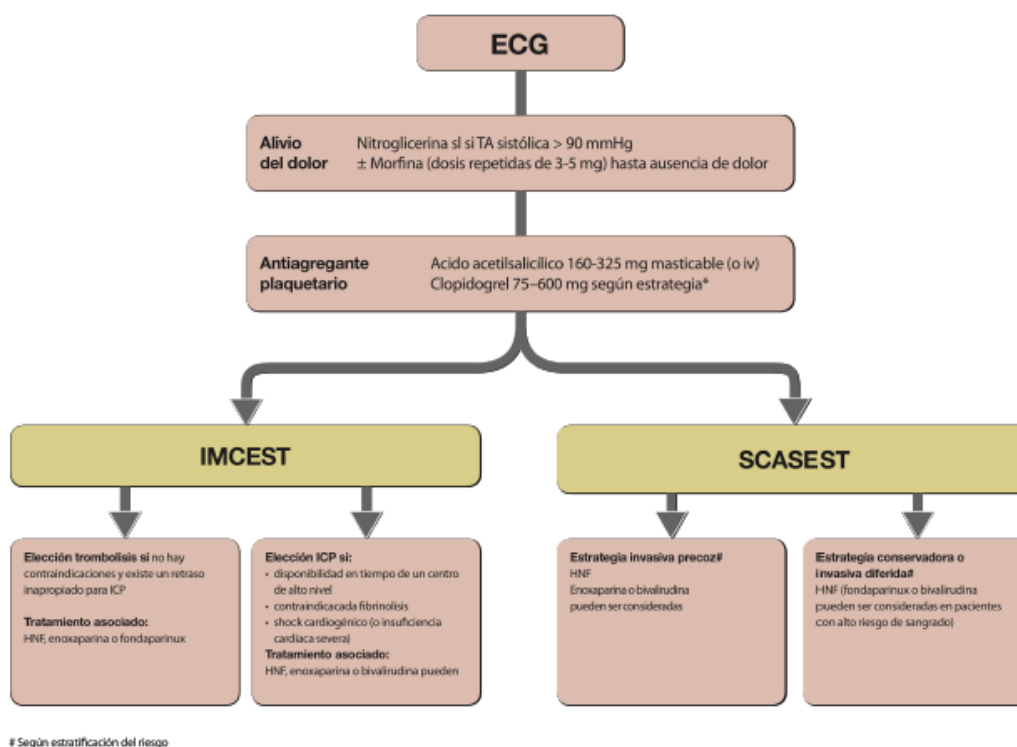 ECG
Alivio del dolor
Nitroglicerina sl si TA sistólica > 90 mmHg
± Morfina (dosis repetidas de 3-5 mg) hasta ausencia de dolor
Antiagregante plaquetario
Acido acetilsalicílico 160-325 mg masticable (o iv)
Clopidogrel 75–600 mg según estrategia*
IMCEST
SCASEST
Elección trombolisis si no hay
contraindicaciones y existe un retraso
inapropiado para ICP
Tratamiento asociado:
HNF, enoxaparina o fondaparinux
Elección ICP si:
• disponibilidad en tiempo de un centro
de alto nivel
• contraindicacada fibrinolisis
• shock cardiogénico (o insuficiencia
cardiaca severa)
Tratamiento asociado:
HNF, enoxaparina o bivalirudina pueden
Estrategia invasiva precoz#
HNF
Enoxaparina o bivalirudina
pueden ser consideradas
Estrategia conservadora o
invasiva diferida#
HNF (fondaparinux o bivalirudina
pueden ser consideradas en pacientes
con alto riesgo de sangrado)
# Según estratificación del riesgo